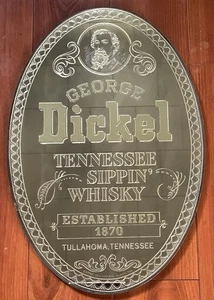 GEORGE
Dickel
TENNESSEE
SIPPIN'
WHISKY
ESTABLISHED
1870
TULLAHOMA, TENNESSEE